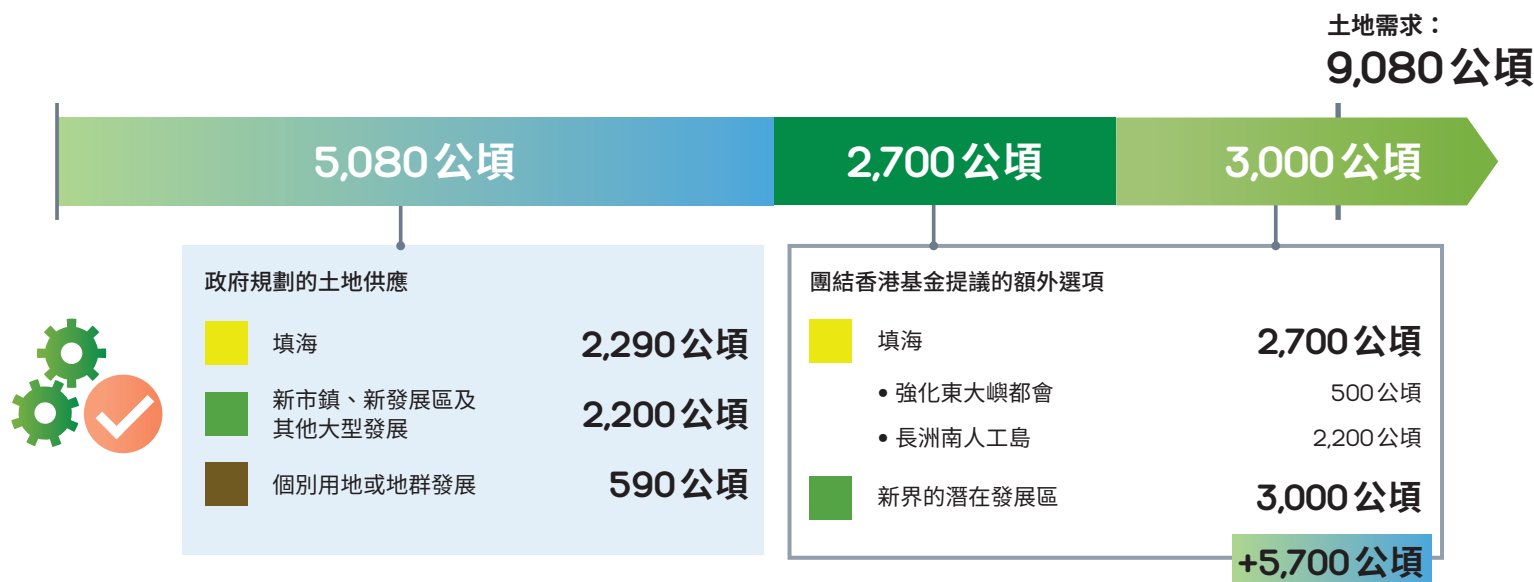 土地需求：
9,080公頃
5,080公頃
2,700公頃
3,000公頃
政府規劃的土地供應
填海 2,290公頃
新市鎮、新發展區及
其他大型發展 2,200公頃
個別用地或地群發展 590公頃
團結香港基金提議的額外選項
填海 2,700公頃
• 強化東大嶼都會 500公頃
• 長洲南人工島 2,200公頃
新界的潛在發展區 3,000公頃
+5,700公頃